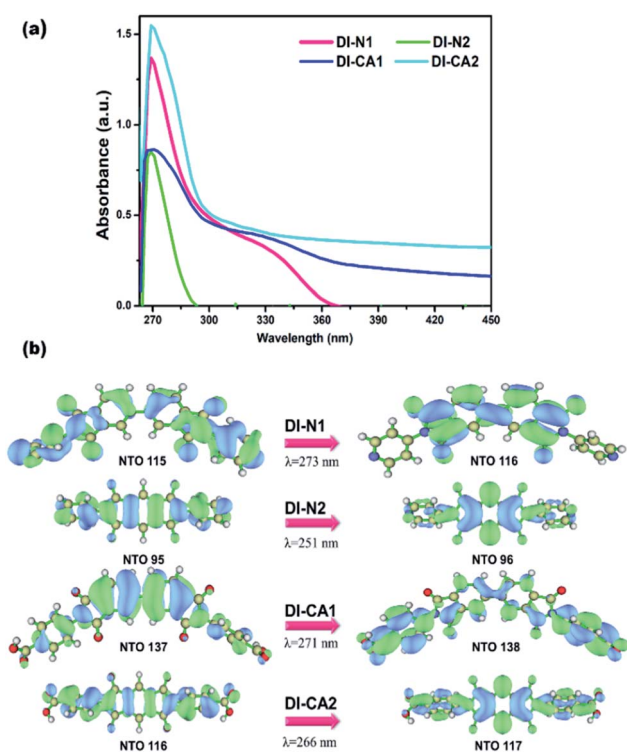 (a)
DI-N1 DI-N2
DI-CA1 DI-CA2
Absorbance (a.u.)
1.5
1.0
0.5
0.0
270 300 330 360 390 420 450
Wavelength (nm)
(b)
DI-N1
λ=273 nm
NTO 115 NTO 116
DI-N2
λ=251 nm
NTO 95 NTO 96
DI-CA1
λ=271 nm
NTO 137 NTO 138
DI-CA2
λ=266 nm
NTO 116 NTO 117